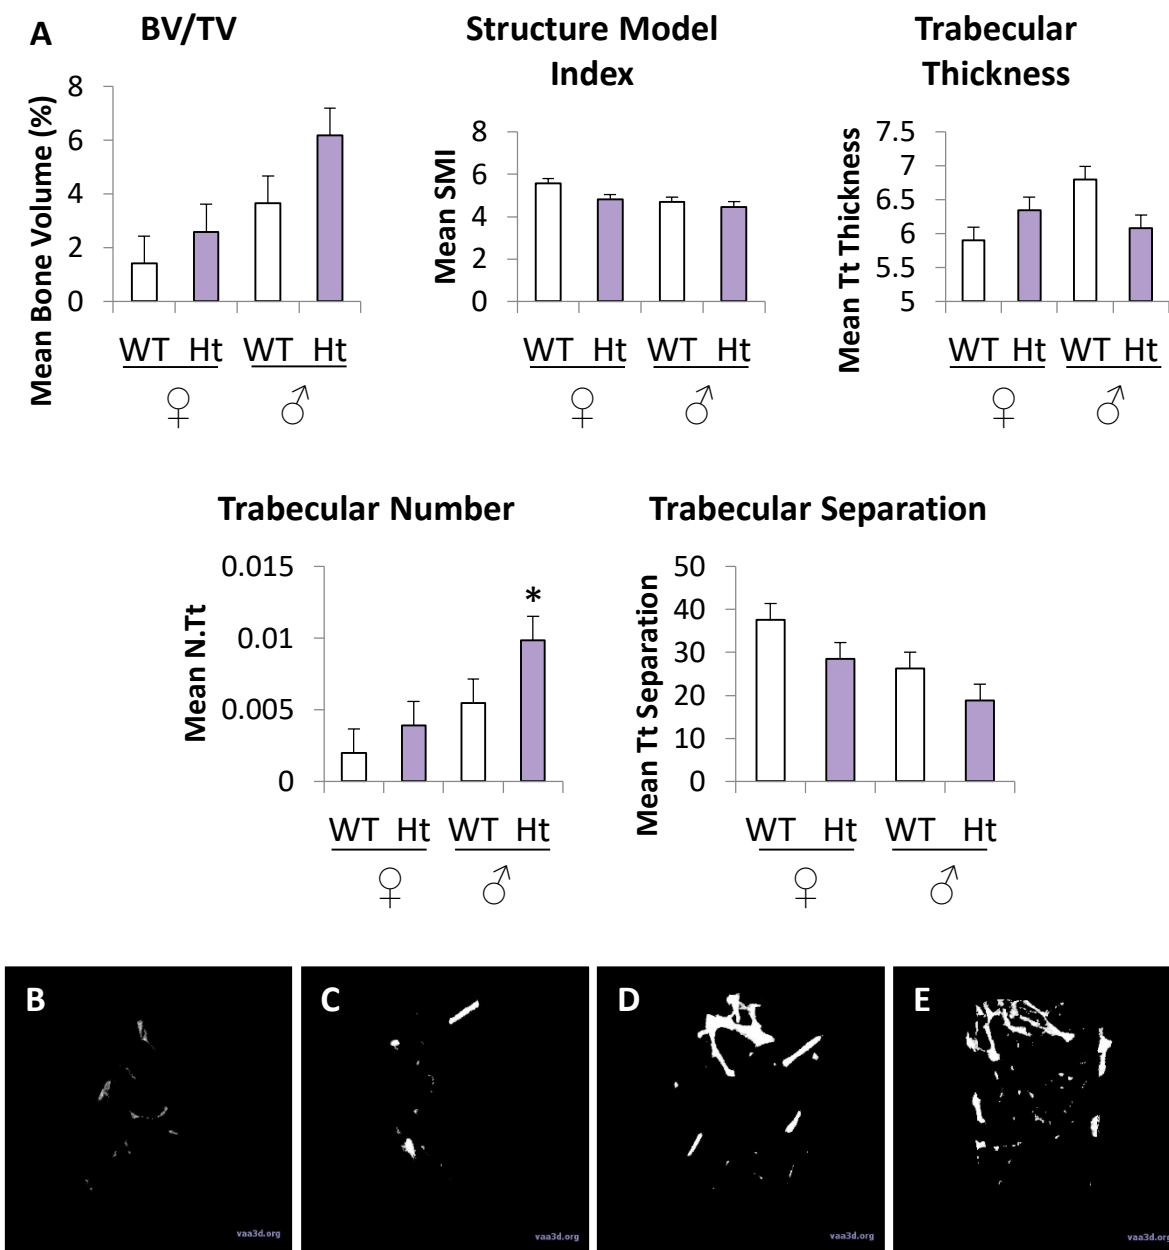 A
BV/TV
Mean Bone Volume (%)
8
6
4
2
0
WT Ht WT Ht
♀ ♂
Structure Model
Index
Mean SMI
8
6
4
2
0
WT Ht WT Ht
♀ ♂
Trabecular
Thickness
Mean Tt Thickness
7.5
7
6.5
6
5.5
5
WT Ht WT Ht
♀ ♂
Trabecular Number
Mean N.Tt
0.015
0.01
0.005
0
*
WT Ht WT Ht
♀ ♂
Trabecular Separation
Mean Tt Separation
50
40
30
20
10
0
WT Ht WT Ht
♀ ♂
B
vaa3d.org
C
vaa3d.org
D
vaa3d.org
E
vaa3d.org